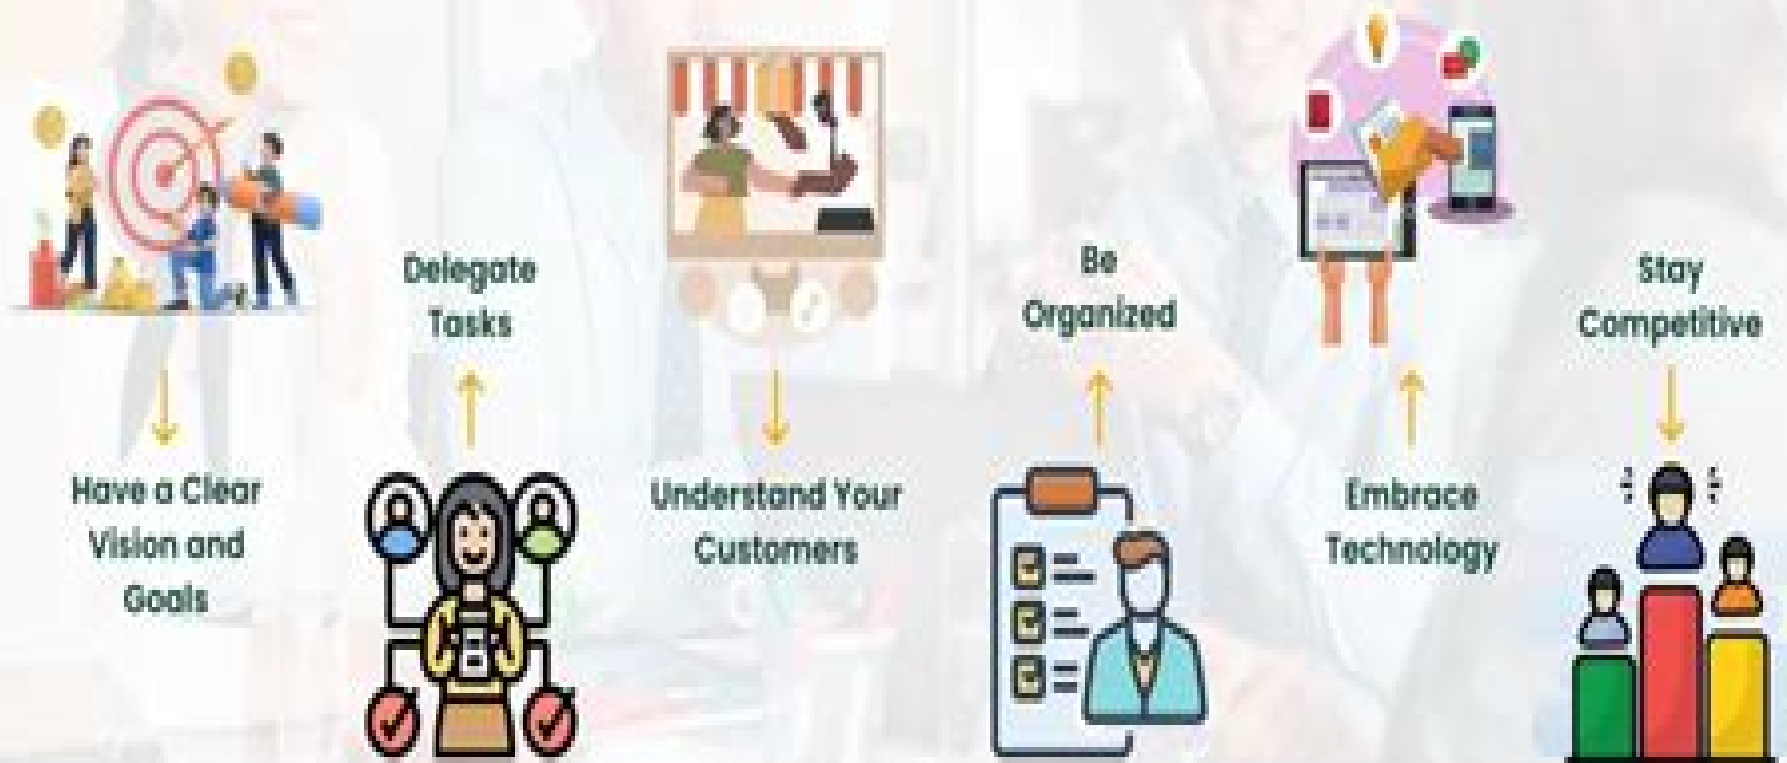 Have a Clear
Vision and
Goals
Delegate
Tasks
Understand Your
Customers
Be
Organized
Embrace
Technology
Stay
Competitive